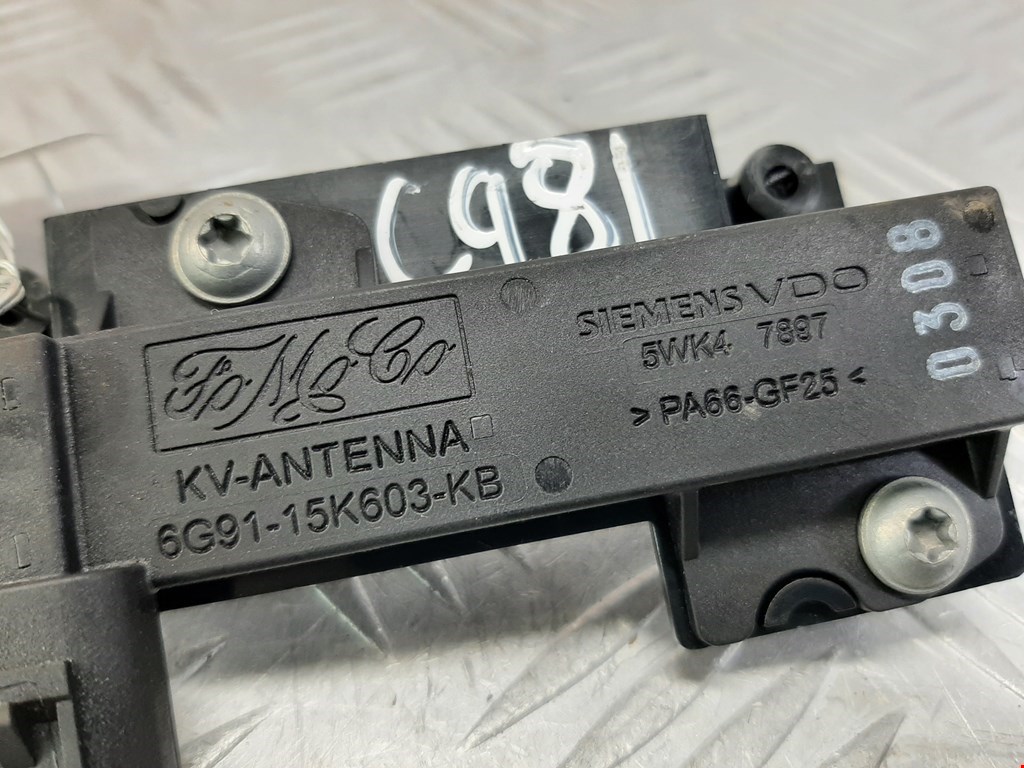 C981
FoMoCo
KV-ANTENNA
6G91-15K603-KB
SIEMENS VDO
5WK4 7897
>PA66-GF25<
0308